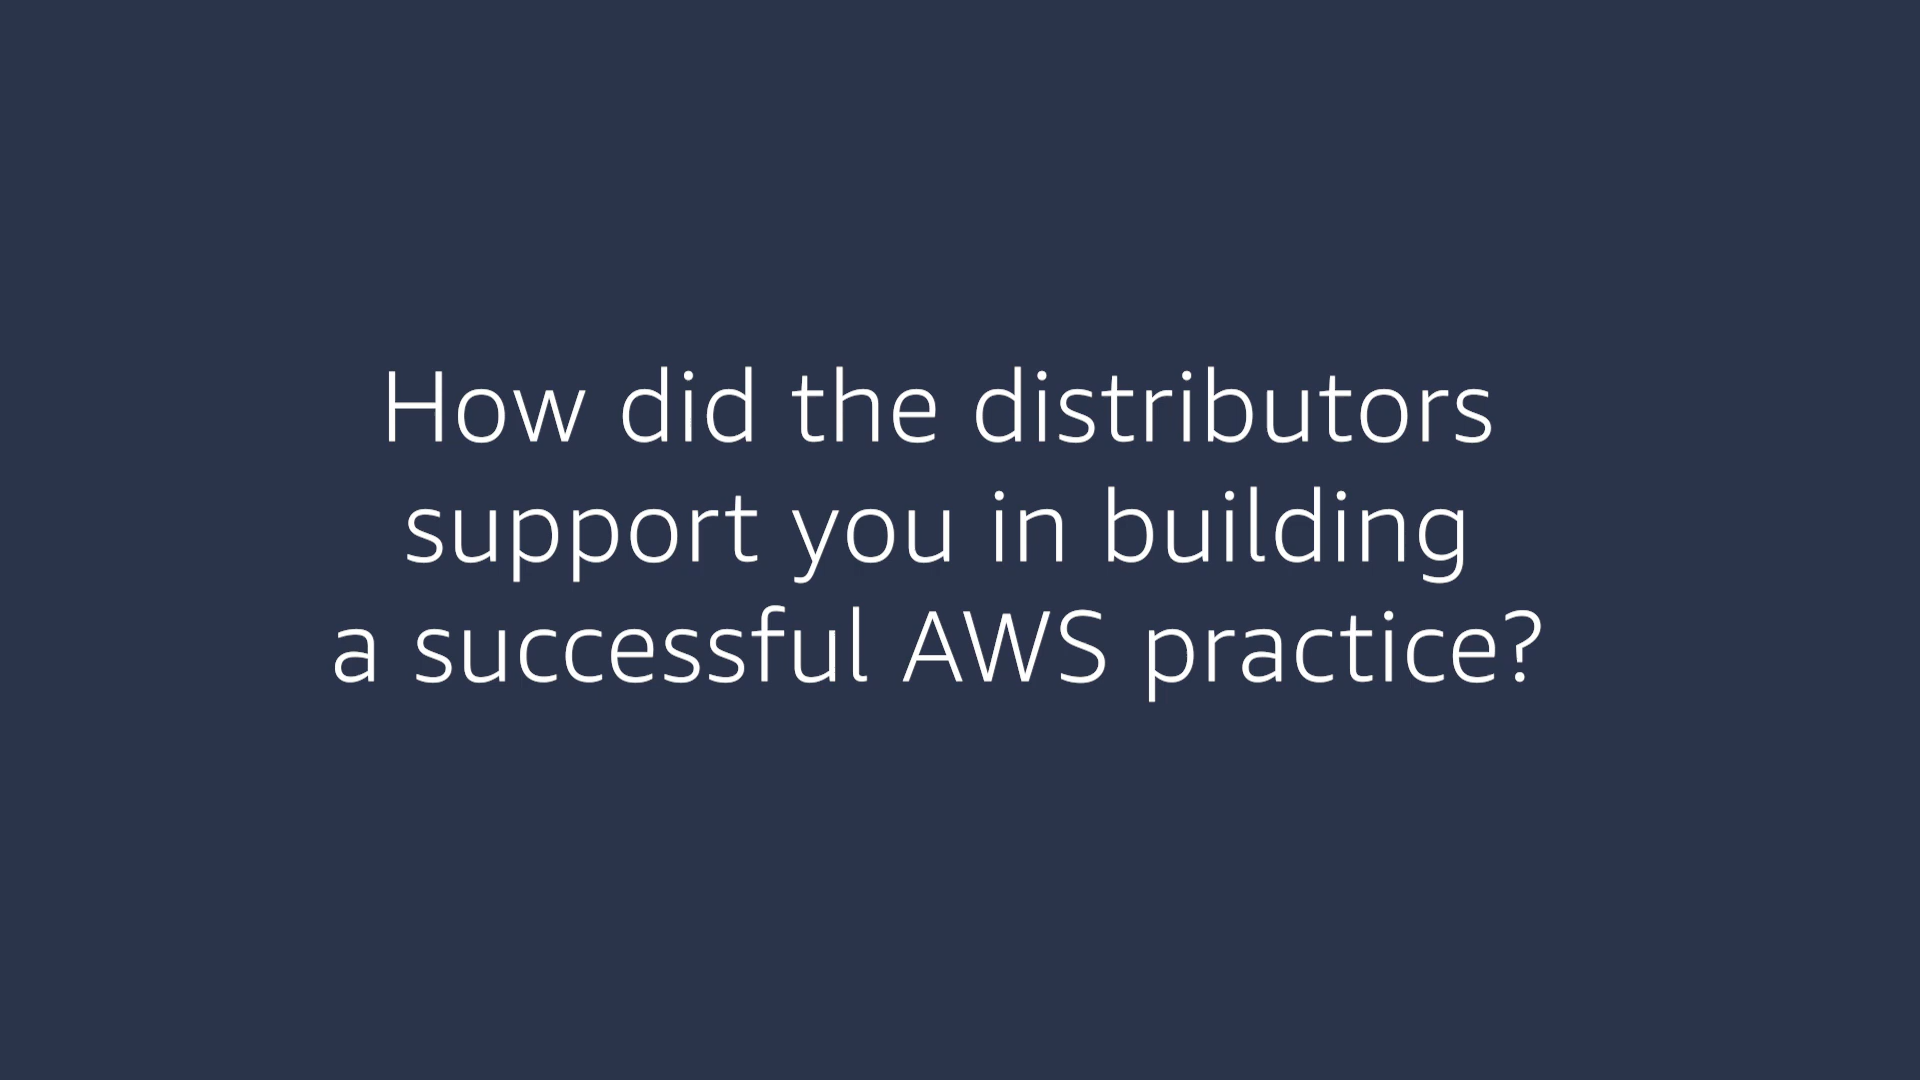 How did the distributors
support you in building
a successful AWS practice?